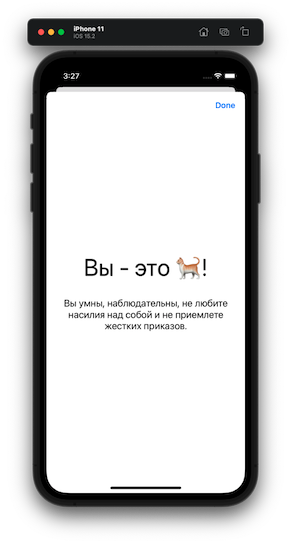 iPhone 11
iOS 15.2
3:27
Done
Вы - это 🐈!
Вы умны, наблюдательны, не любите
насилия над собой и не приемлете
жестких приказов.